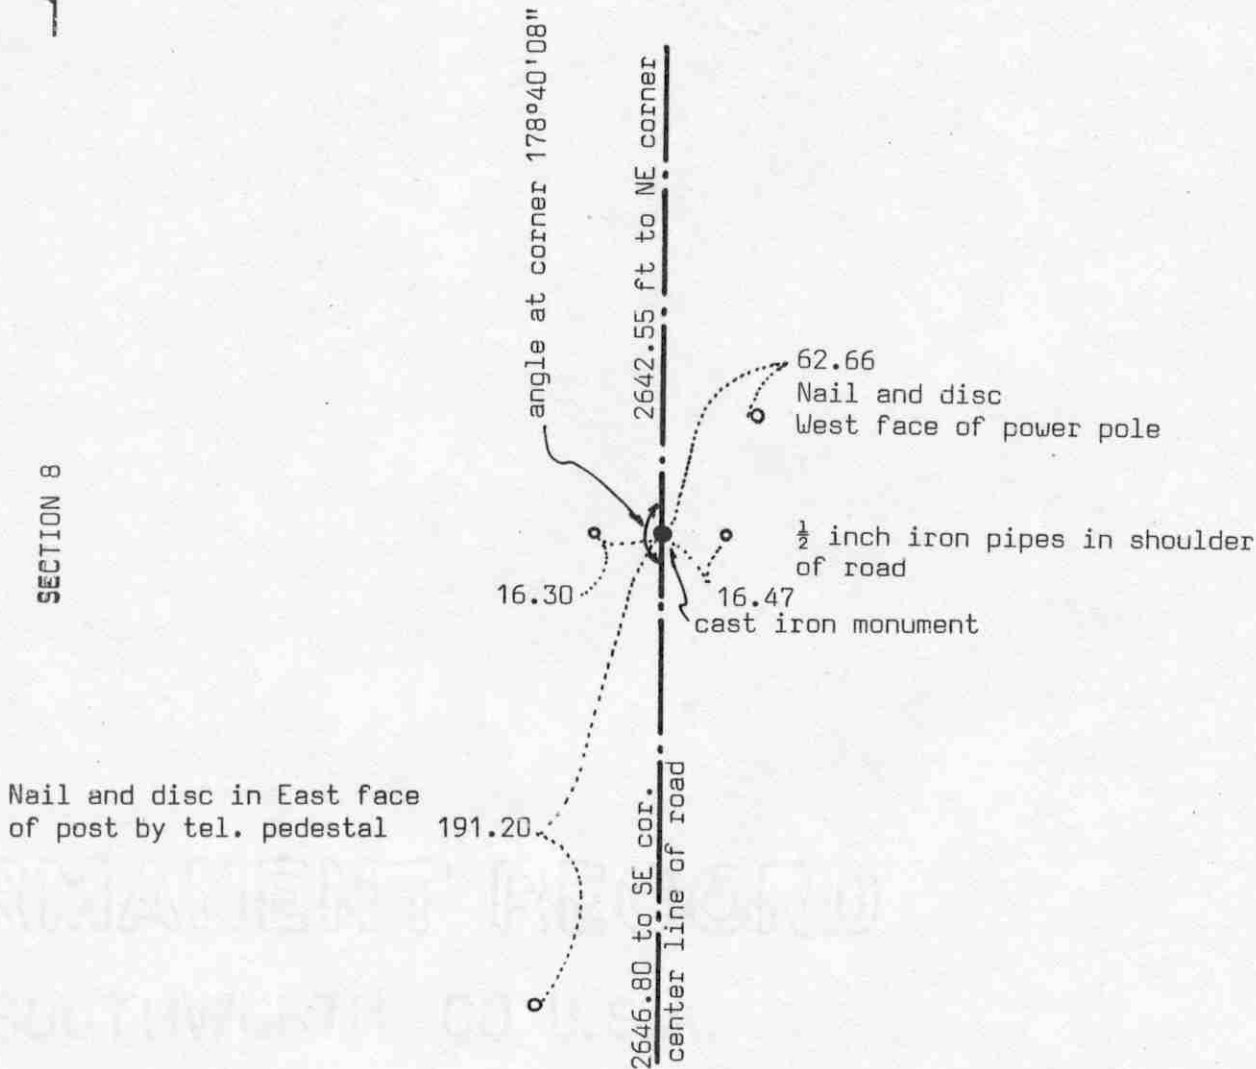 angle at corner 178°40'08"
2642.55 ft to NE corner
62.66
Nail and disc
West face of power pole
SECTION 8
½ inch iron pipes in shoulder
of road
16.30
16.47
cast iron monument
Nail and disc in East face
of post by tel. pedestal
191.20
2646.80 to SE cor.
center line of road